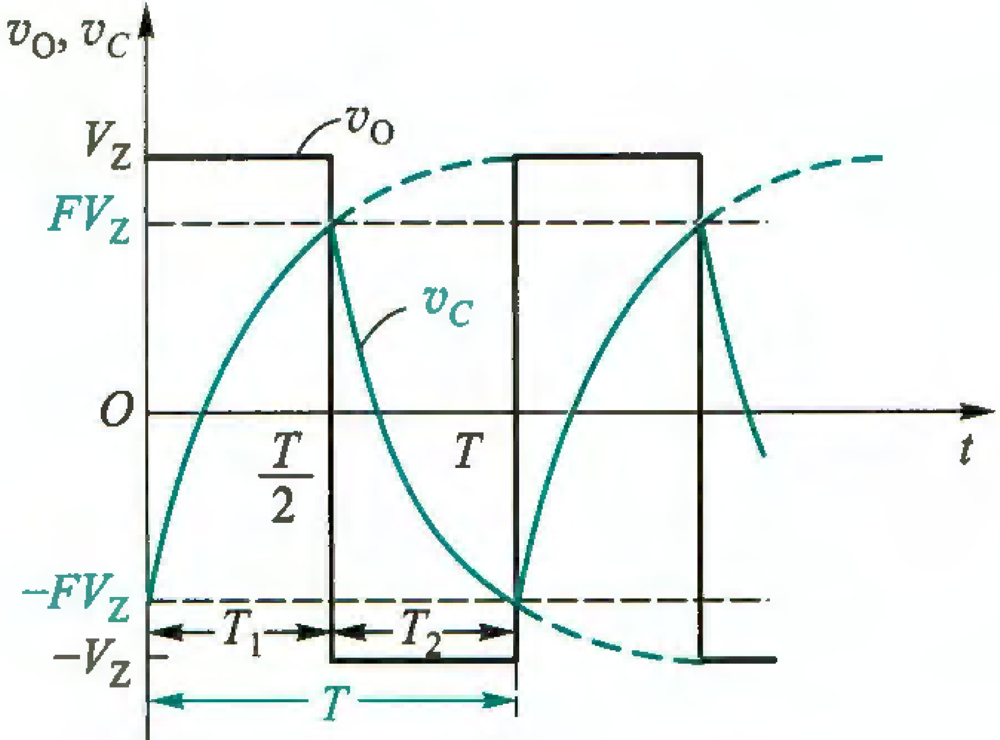 v_O, v_C
V_Z
v_O
FV_Z
v_C
O
T/2
T
t
−FV_Z
T_1
T_2
−V_Z
T